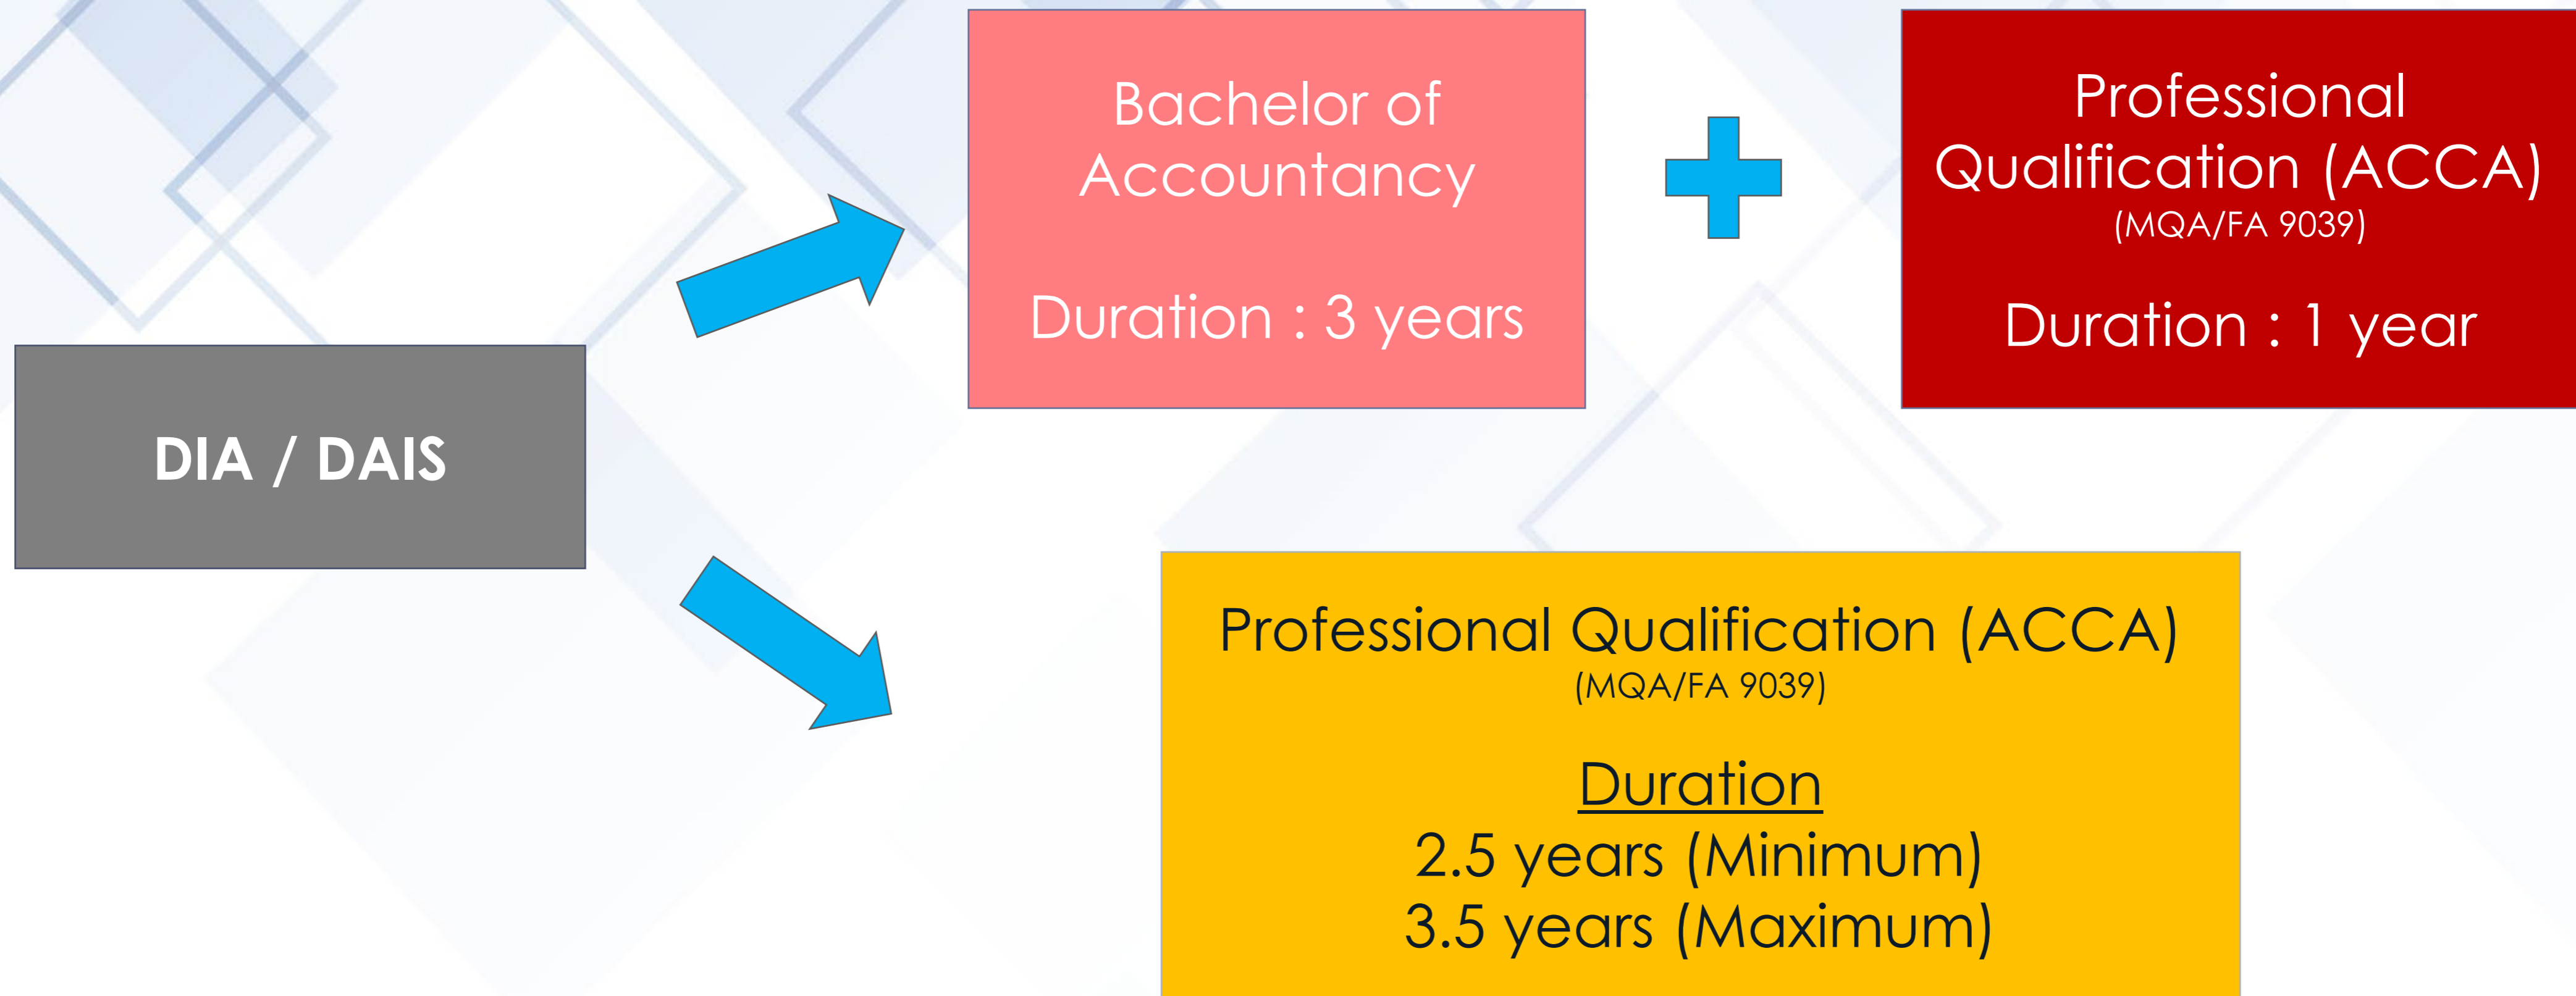 Bachelor of
Accountancy
Duration : 3 years
Professional
Qualification (ACCA)
(MQA/FA 9039)
Duration : 1 year
DIA / DAIS
Professional Qualification (ACCA)
(MQA/FA 9039)
Duration
2.5 years (Minimum)
3.5 years (Maximum)